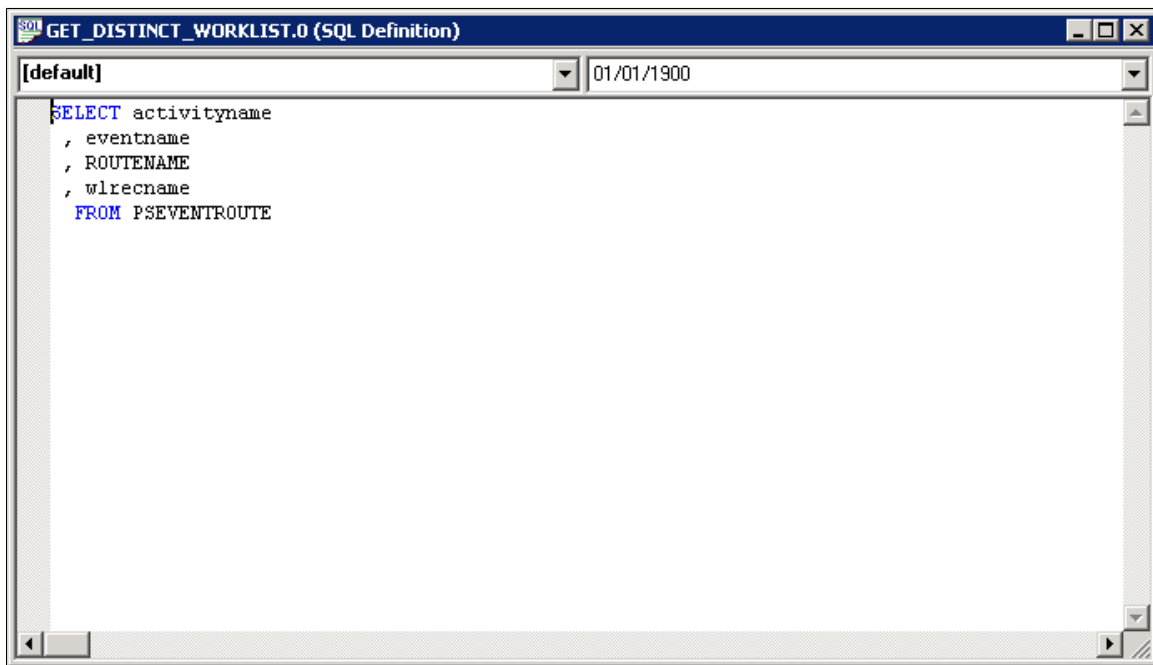 GET_DISTINCT_WORKLIST.0 (SQL Definition)
[default] 01/01/1900
SELECT activityname
, eventname
, ROUTENAME
, wlrecname
FROM PSEVENTROUTE